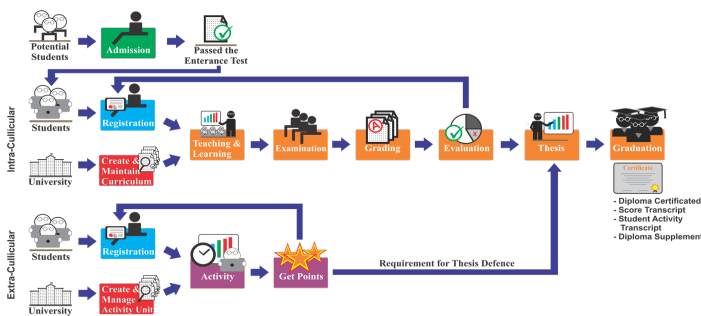 Potential
Students
Admission
Passed the
Enterance Test
Intra-Cullicular
Students
Registration
Teaching &
Learning
Examination
Grading
Evaluation
Thesis
Graduation
University
Create &
Maintain
Curriculum
Certificate
- Diploma Certificated
- Score Transcript
- Student Activity
Transcript
- Diploma Supplement
Extra-Cullicular
Students
Registration
Activity
Get Points
Requirement for Thesis Defence
University
Create &
Manage
Activity Unit